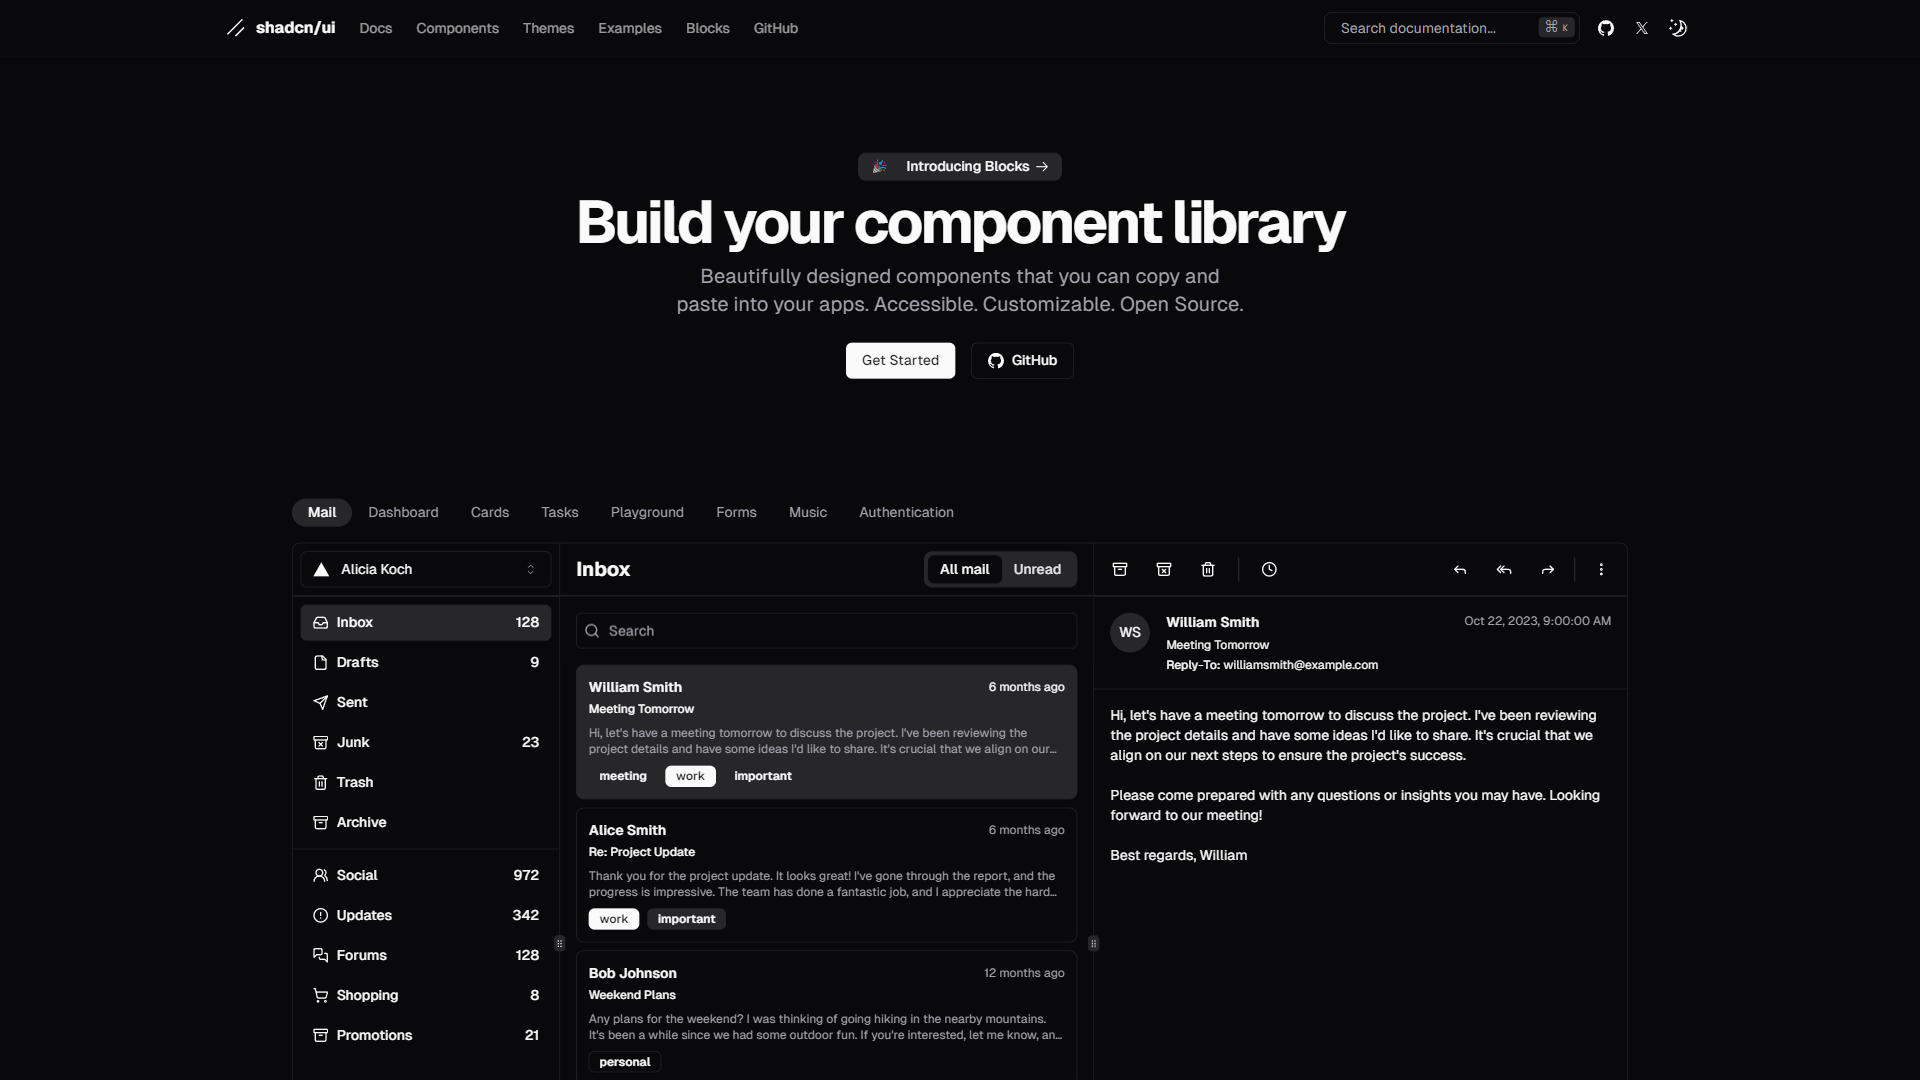 shadcn/ui Docs Components Themes Examples Blocks GitHub Search documentation... ⌘ K
Introducing Blocks
Build your component library
Beautifully designed components that you can copy and
paste into your apps. Accessible. Customizable. Open Source.
Get Started GitHub
Mail Dashboard Cards Tasks Playground Forms Music Authentication
Alicia Koch
Inbox 128
Drafts 9
Sent
Junk 23
Trash
Archive
Social 972
Updates 342
Forums 128
Shopping 8
Promotions 21
Inbox All mail Unread
Search
William Smith 6 months ago
Meeting Tomorrow
Hi, let's have a meeting tomorrow to discuss the project. I've been reviewing the
project details and have some ideas I'd like to share. It's crucial that we align on our...
meeting work important
Alice Smith 6 months ago
Re: Project Update
Thank you for the project update. It looks great! I've gone through the report, and the
progress is impressive. The team has done a fantastic job, and I appreciate the hard...
work important
Bob Johnson 12 months ago
Weekend Plans
Any plans for the weekend? I was thinking of going hiking in the nearby mountains.
It's been a while since we had some outdoor fun. If you're interested, let me know, an...
personal
WS
William Smith Oct 22, 2023, 9:00:00 AM
Meeting Tomorrow
Reply-To: williamsmith@example.com
Hi, let's have a meeting tomorrow to discuss the project. I've been reviewing
the project details and have some ideas I'd like to share. It's crucial that we
align on our next steps to ensure the project's success.
Please come prepared with any questions or insights you may have. Looking
forward to our meeting!
Best regards, William